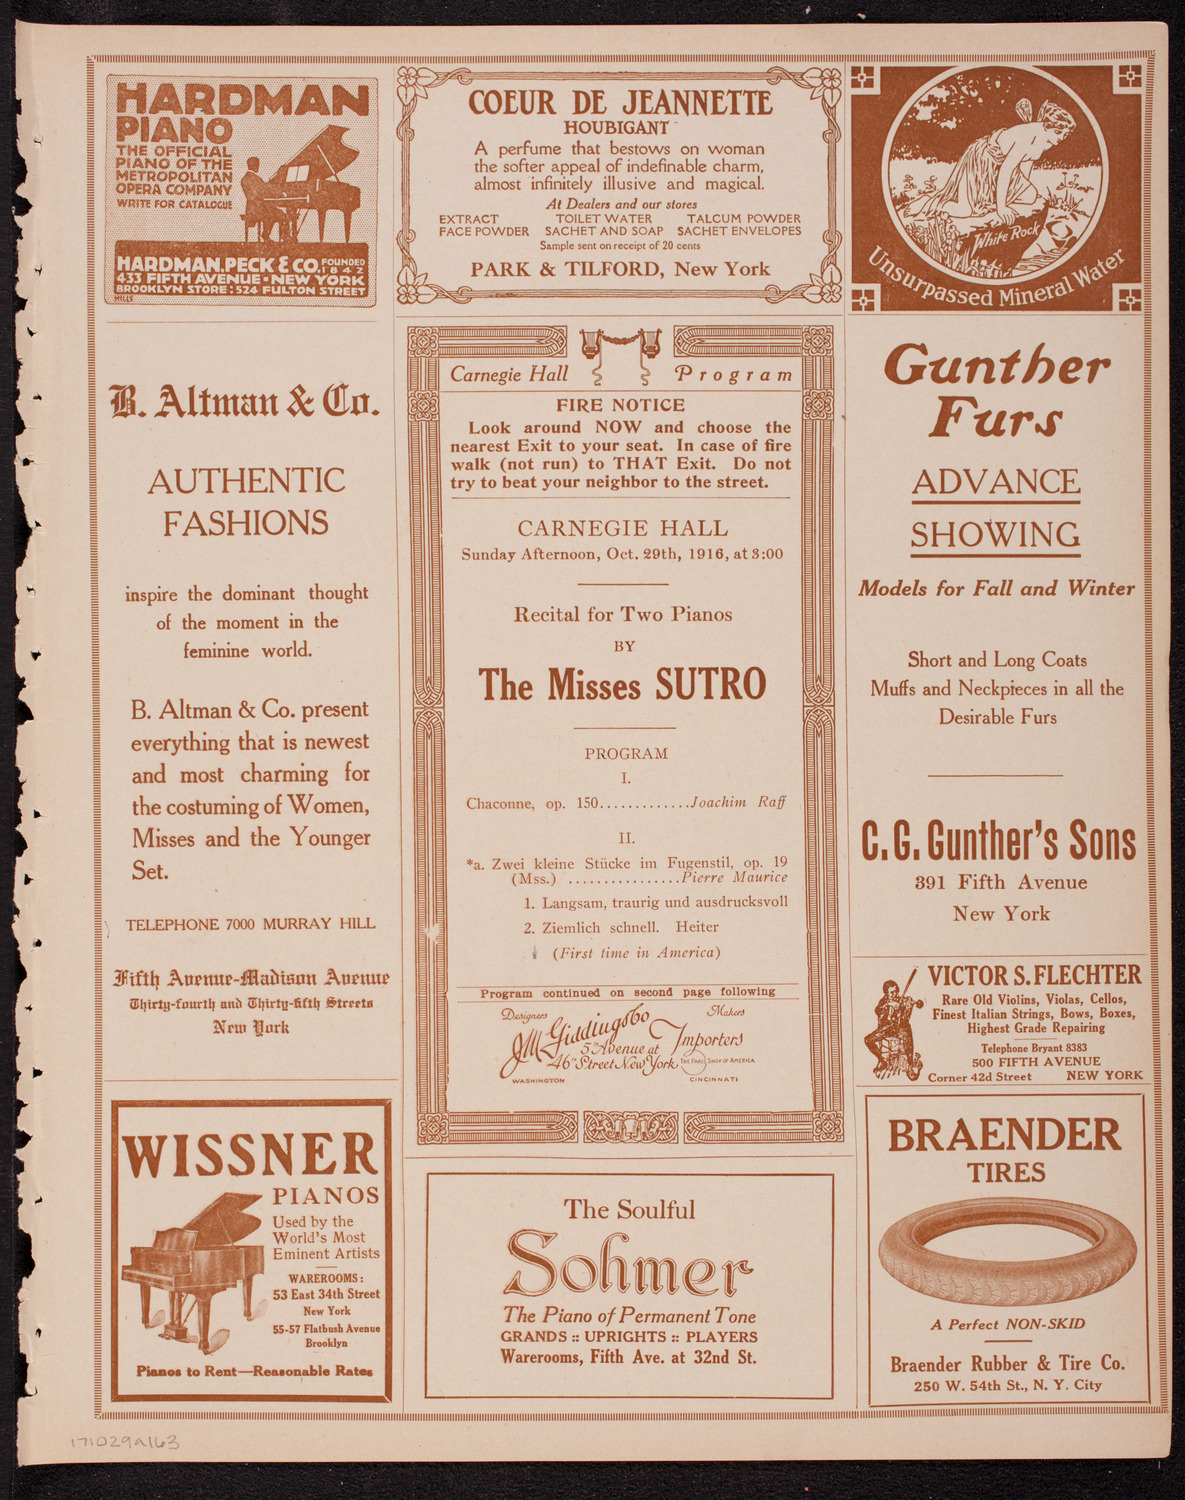 HARDMAN
PIANO
THE OFFICIAL
PIANO OF THE
METROPOLITAN
OPERA COMPANY
WRITE FOR CATALOGUE
HARDMAN, PECK & CO. FOUNDED 1842
433 FIFTH AVENUE · NEW YORK
BROOKLYN STORE: 524 FULTON STREET
HILLS
COEUR DE JEANNETTE
HOUBIGANT
A perfume that bestows on woman
the softer appeal of indefinable charm,
almost infinitely illusive and magical.
At Dealers and our stores
EXTRACT TOILET WATER TALCUM POWDER
FACE POWDER SACHET AND SOAP SACHET ENVELOPES
Sample sent on receipt of 20 cents
PARK & TILFORD, New York
White Rock
Unsurpassed Mineral Water
B. Altman & Co.
AUTHENTIC
FASHIONS
inspire the dominant thought
of the moment in the
feminine world.
B. Altman & Co. present
everything that is newest
and most charming for
the costuming of Women,
Misses and the Younger
Set.
TELEPHONE 7000 MURRAY HILL
Fifth Avenue-Madison Avenue
Thirty-fourth and Thirty-fifth Streets
New York
Carnegie Hall Program
FIRE NOTICE
Look around NOW and choose the
nearest Exit to your seat. In case of fire
walk (not run) to THAT Exit. Do not
try to beat your neighbor to the street.
CARNEGIE HALL
Sunday Afternoon, Oct. 29th, 1916, at 3:00
Recital for Two Pianos
BY
The Misses SUTRO
PROGRAM
I.
Chaconne, op. 150.............Joachim Raff
II.
*a. Zwei kleine Stücke im Fugenstil, op. 19
(Mss.) ................Pierre Maurice
1. Langsam, traurig und ausdrucksvoll
2. Ziemlich schnell. Heiter
(First time in America)
Program continued on second page following
Designers Makers
J.M. Gidding & Co Importers
5th Avenue at
46th Street New York. THE PARIS SHOP OF AMERICA
WASHINGTON CINCINNATI
Gunther
Furs
ADVANCE
SHOWING
Models for Fall and Winter
Short and Long Coats
Muffs and Neckpieces in all the
Desirable Furs
C. G. Gunther's Sons
391 Fifth Avenue
New York
VICTOR S. FLECHTER
Rare Old Violins, Violas, Cellos,
Finest Italian Strings, Bows, Boxes,
Highest Grade Repairing
Telephone Bryant 8383
500 FIFTH AVENUE
Corner 42d Street NEW YORK
WISSNER
PIANOS
Used by the
World's Most
Eminent Artists
WAREROOMS:
53 East 34th Street
New York
55-57 Flatbush Avenue
Brooklyn
Pianos to Rent—Reasonable Rates
The Soulful
Sohmer
The Piano of Permanent Tone
GRANDS :: UPRIGHTS :: PLAYERS
Warerooms, Fifth Ave. at 32nd St.
BRAENDER
TIRES
A Perfect NON-SKID
Braender Rubber & Tire Co.
250 W. 54th St., N. Y. City
171029a163